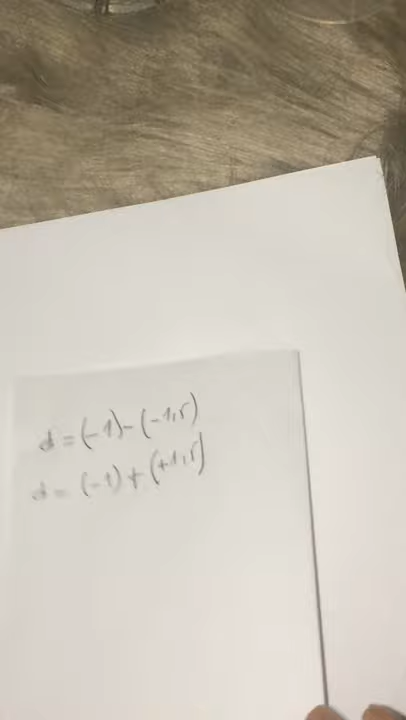 d = (-1) - (-1,5)
d = (-1) + (+1,5)